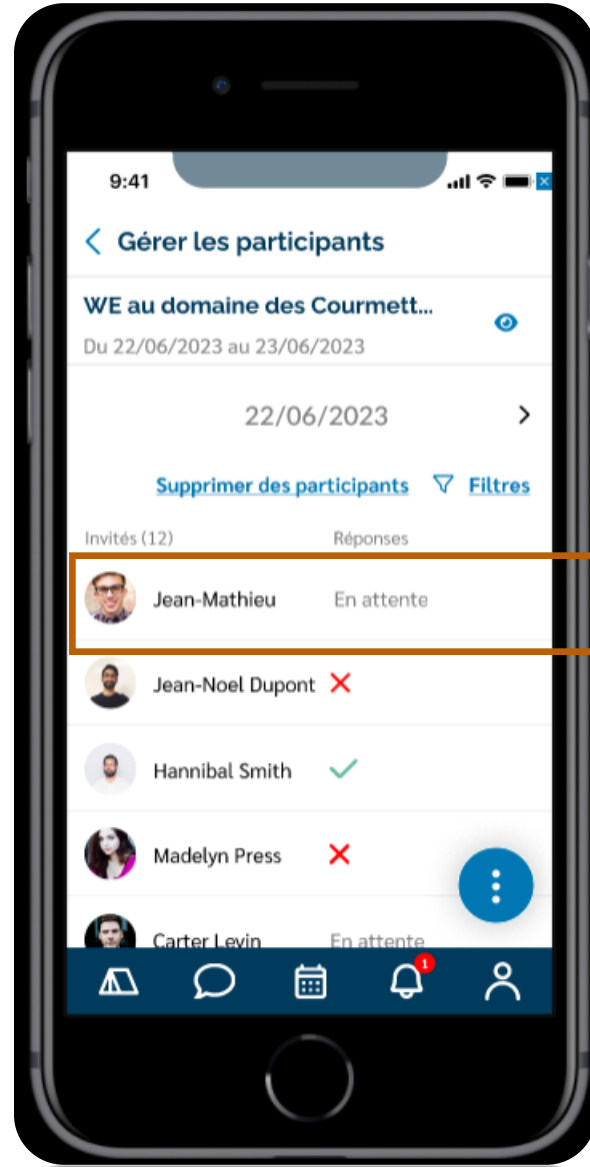 9:41
Gérer les participants
WE au domaine des Courmett...
Du 22/06/2023 au 23/06/2023
22/06/2023
Supprimer des participants Filtres
Invités (12) Réponses
Jean-Mathieu En attente
Jean-Noel Dupont
Hannibal Smith
Madelyn Press
Carter Levin En attente
1